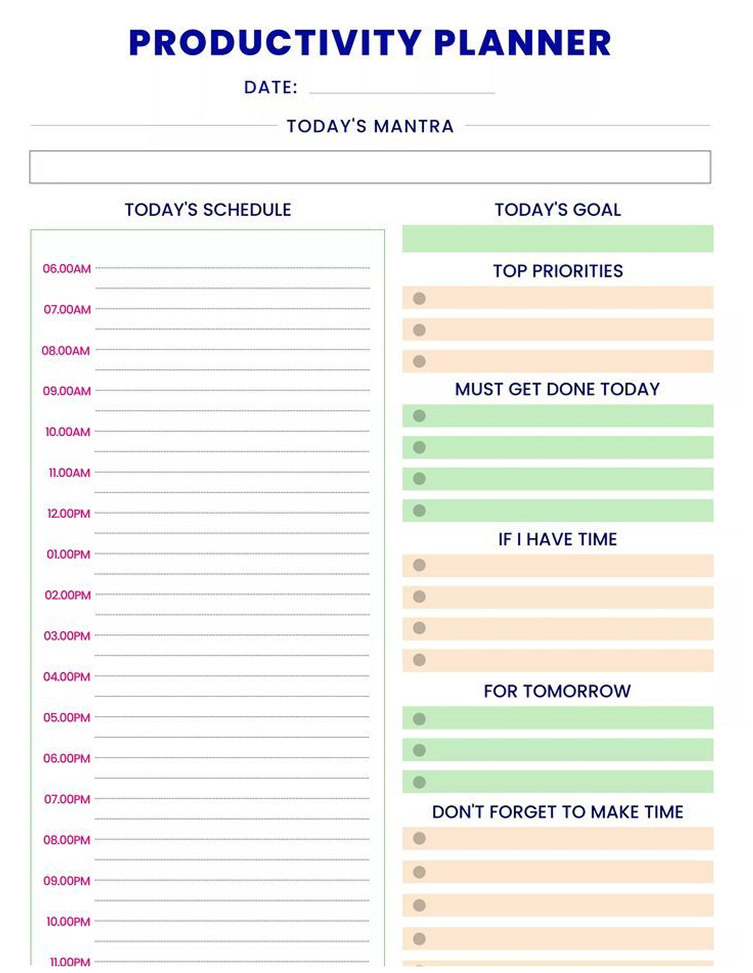 PRODUCTIVITY PLANNER
DATE:
TODAY'S MANTRA
TODAY'S SCHEDULE
06.00AM
07.00AM
08.00AM
09.00AM
10.00AM
11.00AM
12.00PM
01.00PM
02.00PM
03.00PM
04.00PM
05.00PM
06.00PM
07.00PM
08.00PM
09.00PM
10.00PM
11.00PM
TODAY'S GOAL
TOP PRIORITIES
MUST GET DONE TODAY
IF I HAVE TIME
FOR TOMORROW
DON'T FORGET TO MAKE TIME